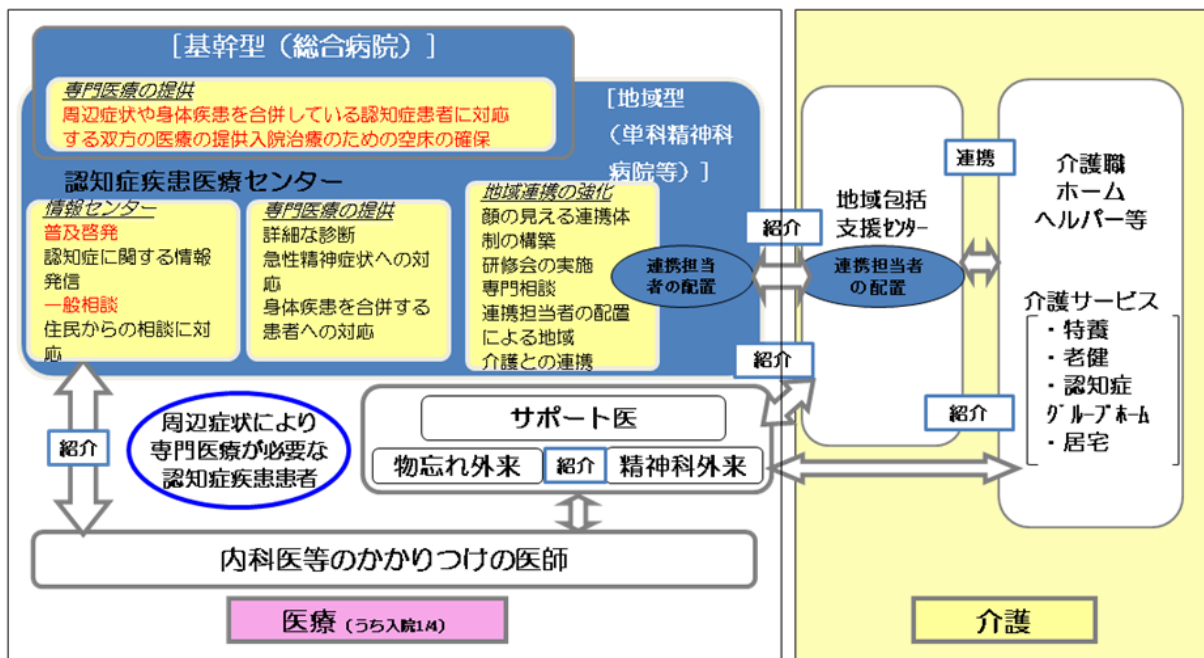 ［基幹型（総合病院）］
専門医療の提供
周辺症状や身体疾患を合併している認知症患者に対応
する双方の医療の提供入院治療のための空床の確保
［地域型
（単科精神科
病院等）］
認知症疾患医療センター
情報センター
普及啓発
認知症に関する情報
発信
一般相談
住民からの相談に対
応
専門医療の提供
詳細な診断
急性精神症状への対
応
身体疾患を合併する
患者への対応
地域連携の強化
顔の見える連携体
制の構築
研修会の実施
専門相談
連携担当者の配置
による地域
介護との連携
連携担当
者の配置
紹介
地域包括
支援ｾﾝﾀｰ
連携担当者
の配置
連携
介護職
ホーム
ヘルパー等
介護サービス
・特養
・老健
・認知症
ｸﾞﾙｰﾌﾟﾎｰﾑ
・居宅
紹介
紹介
紹介
周辺症状により
専門医療が必要な
認知症疾患患者
サポート医
物忘れ外来
紹介
精神科外来
内科医等のかかりつけの医師
医療（うち入院1/4）
介護